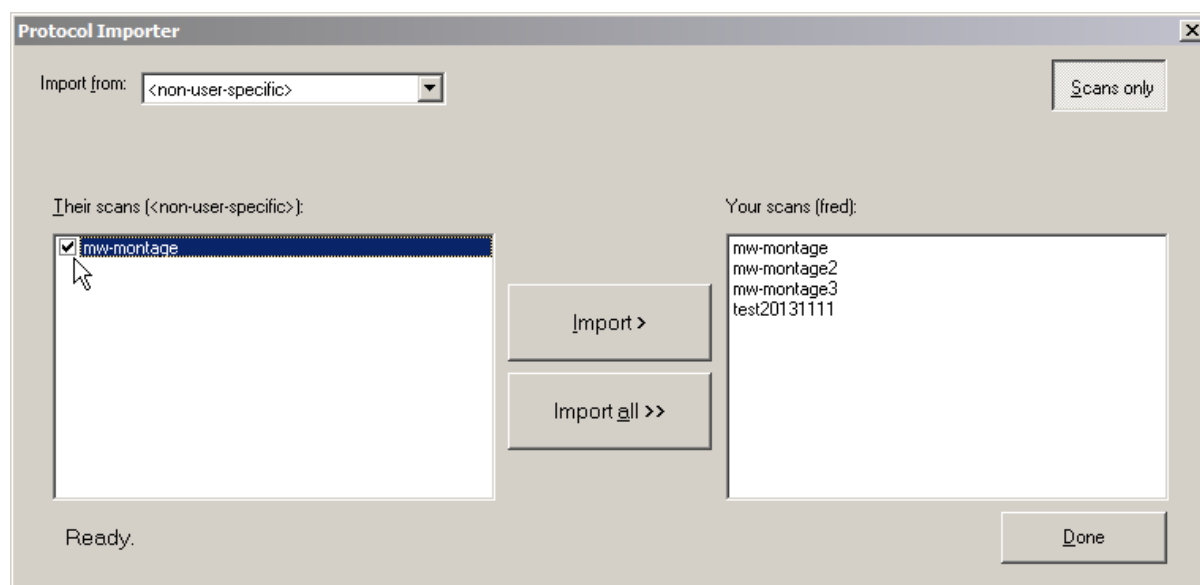 Protocol Importer
Import from: <non-user-specific>
Scans only
Their scans (<non-user-specific>):
Your scans (fred):
mw-montage
mw-montage
mw-montage2
mw-montage3
test20131111
Import >
Import all >>
Ready.
Done